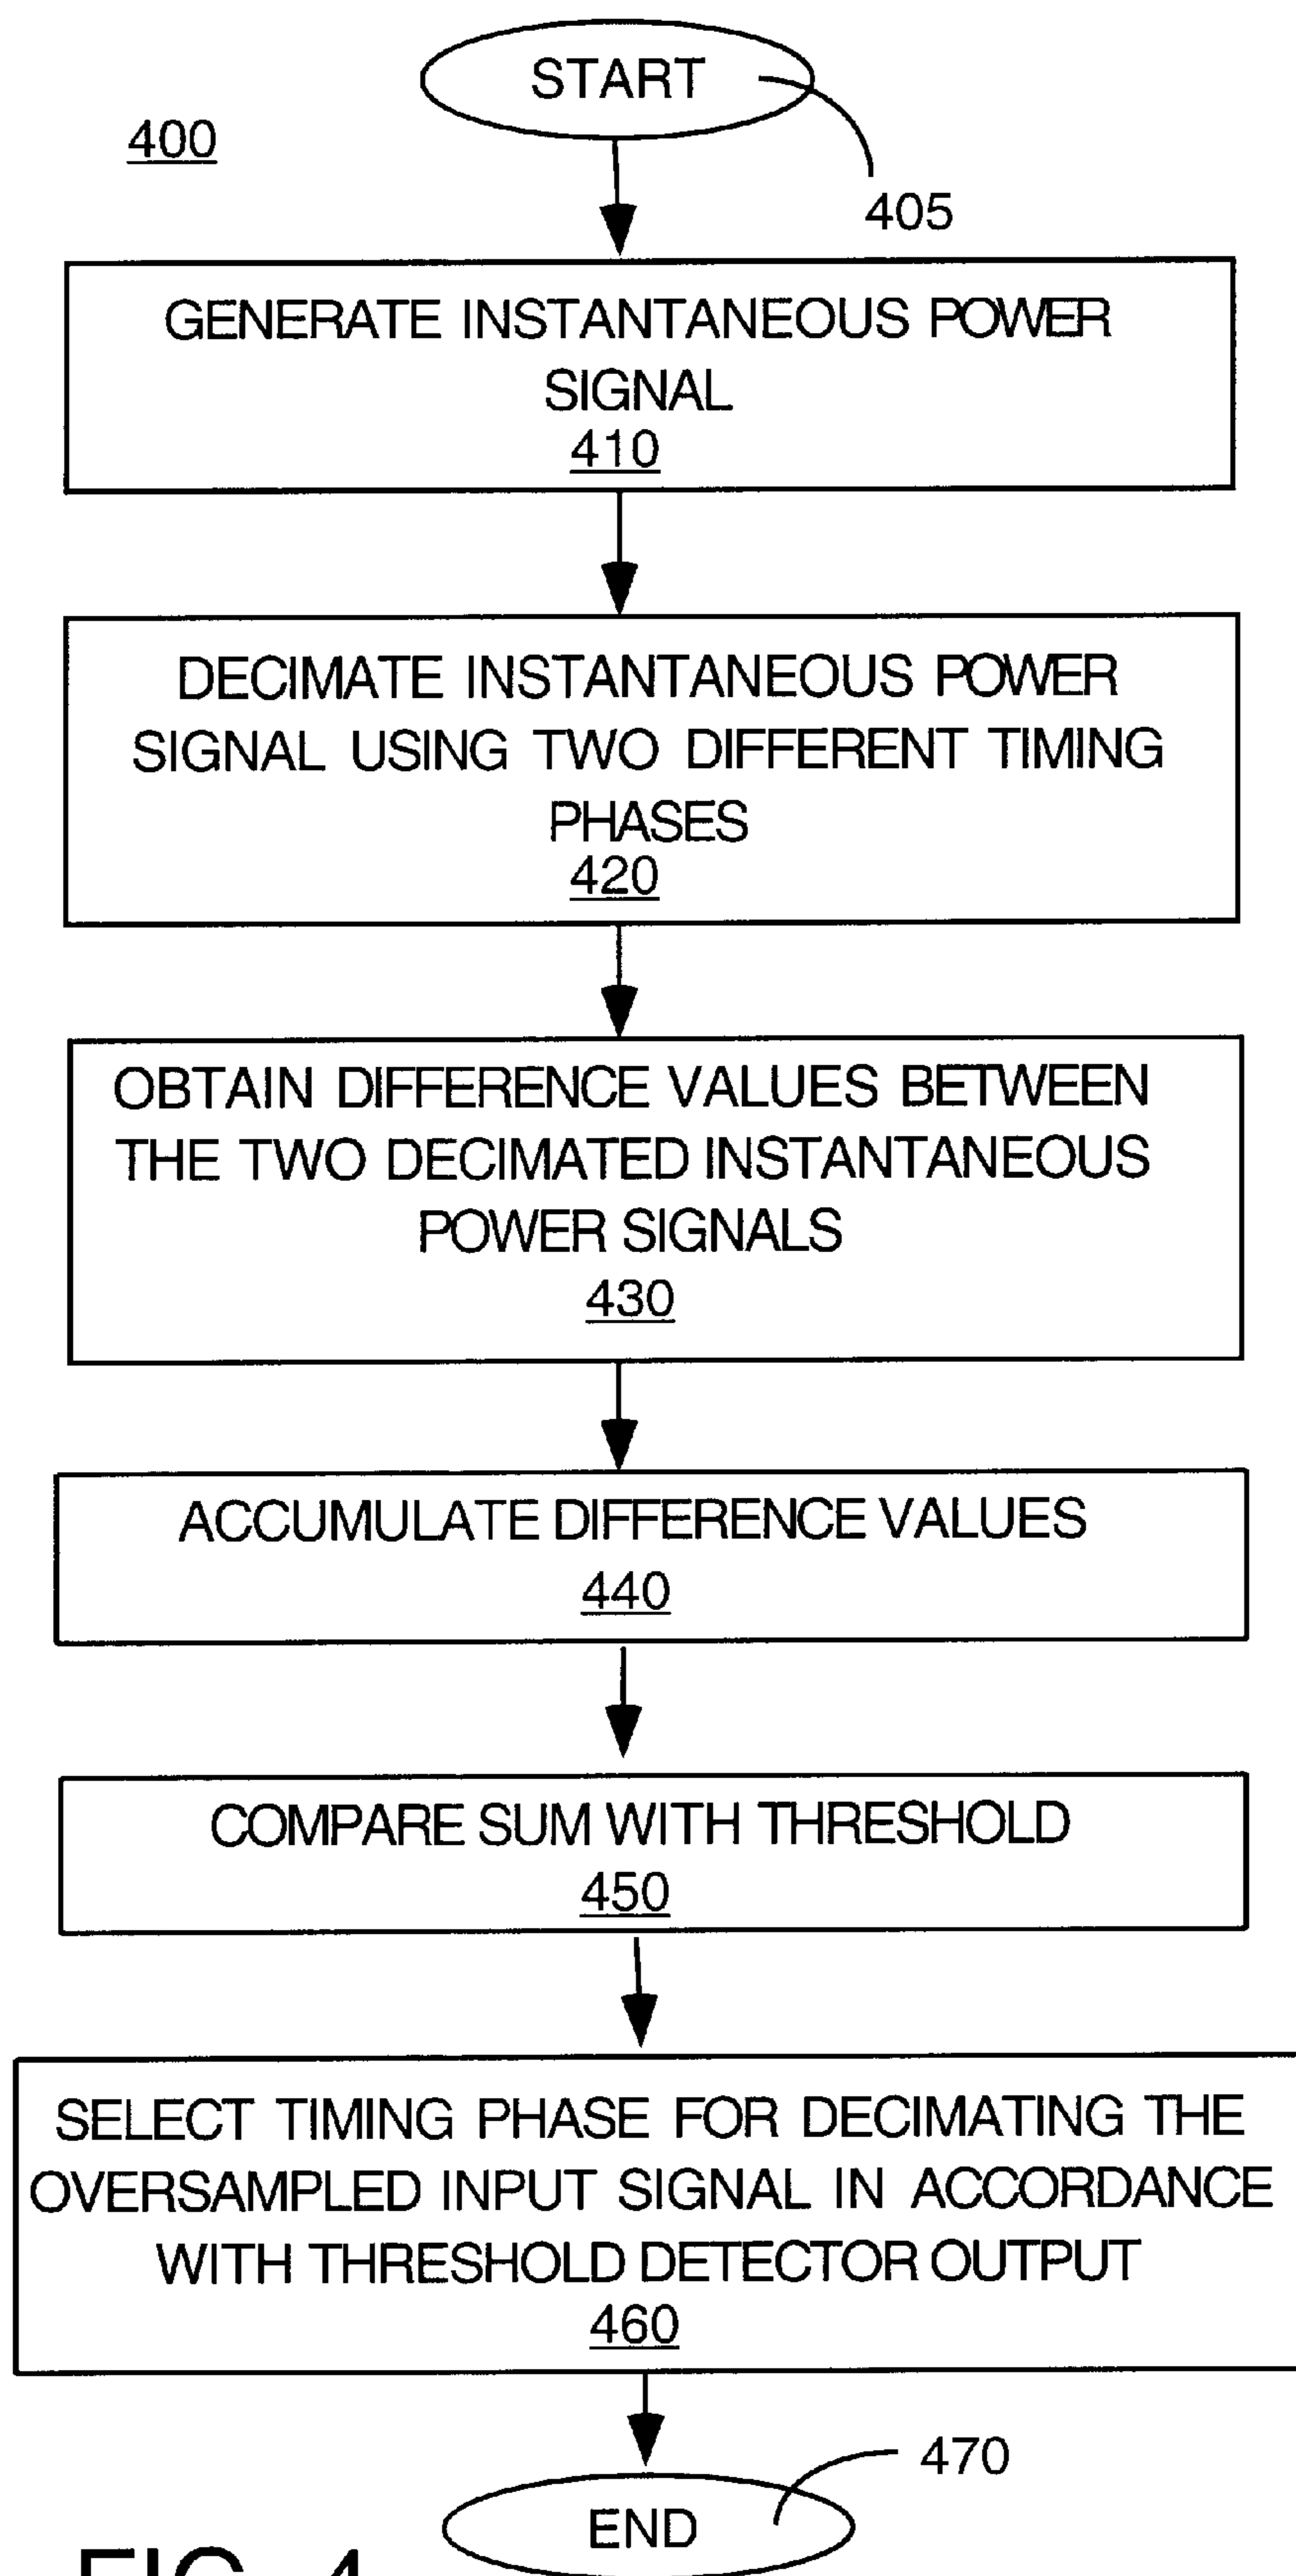 START
400
405
GENERATE INSTANTANEOUS POWER
SIGNAL
410
DECIMATE INSTANTANEOUS POWER
SIGNAL USING TWO DIFFERENT TIMING
PHASES
420
OBTAIN DIFFERENCE VALUES BETWEEN
THE TWO DECIMATED INSTANTANEOUS
POWER SIGNALS
430
ACCUMULATE DIFFERENCE VALUES
440
COMPARE SUM WITH THRESHOLD
450
SELECT TIMING PHASE FOR DECIMATING THE
OVERSAMPLED INPUT SIGNAL IN ACCORDANCE
WITH THRESHOLD DETECTOR OUTPUT
460
470
END
FIG. 4